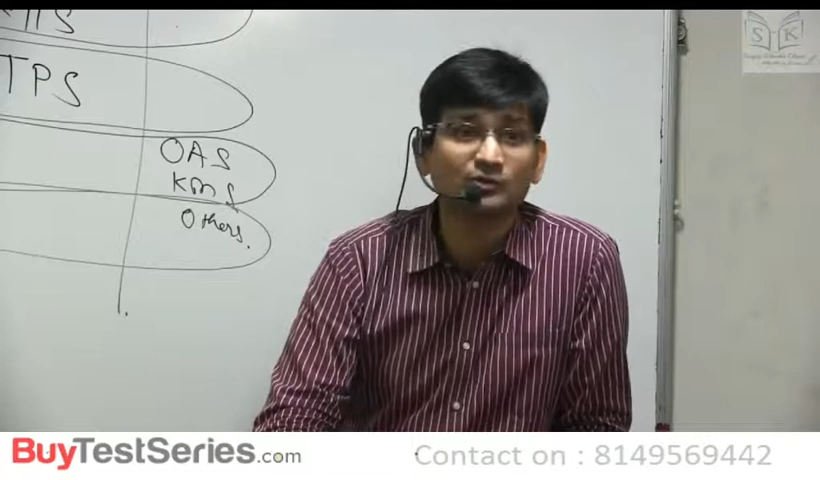 TPS
OAS
KMS
Others.
S K
BuyTestSeries.com
Contact on : 8149569442